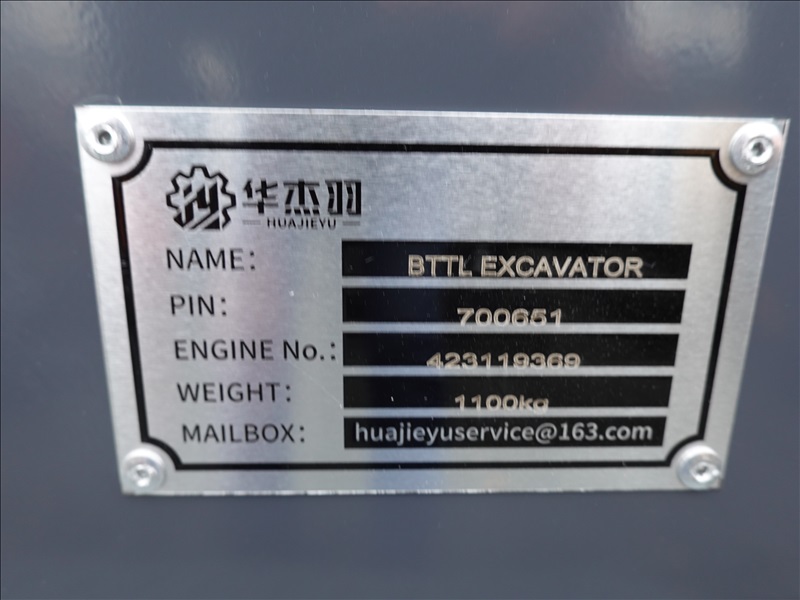 华杰羽
HUAJIEYU
NAME: BTTL EXCAVATOR
PIN: 700651
ENGINE No.: 423119369
WEIGHT: 1100kg
MAILBOX: huajieyuservice@163.com